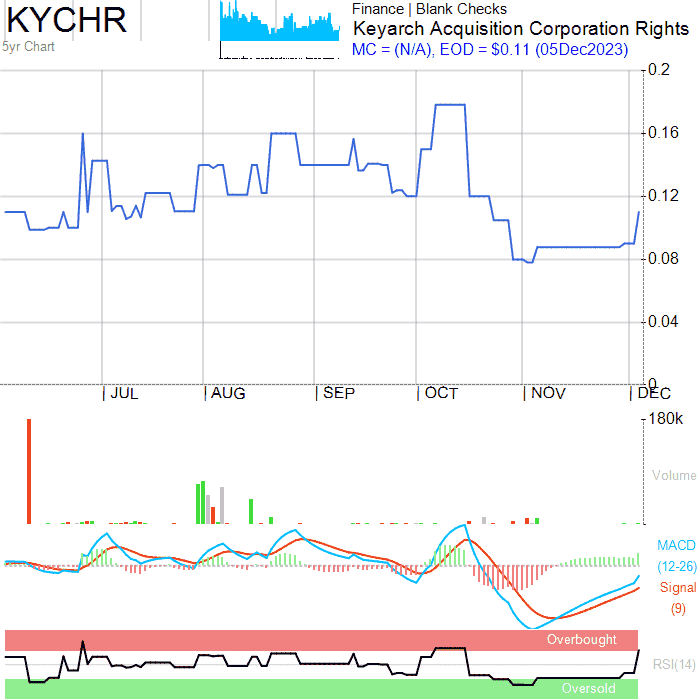 KYCHR
5yr Chart
Finance | Blank Checks
Keyarch Acquisition Corporation Rights
MC = (N/A), EOD = $0.11 (05Dec2023)
0.2
0.16
0.12
0.08
0.04
0
| JUL | AUG | SEP | OCT | NOV | DEC
180k
Volume
MACD
(12-26)
Signal
(9)
Overbought
RSI(14)
Oversold